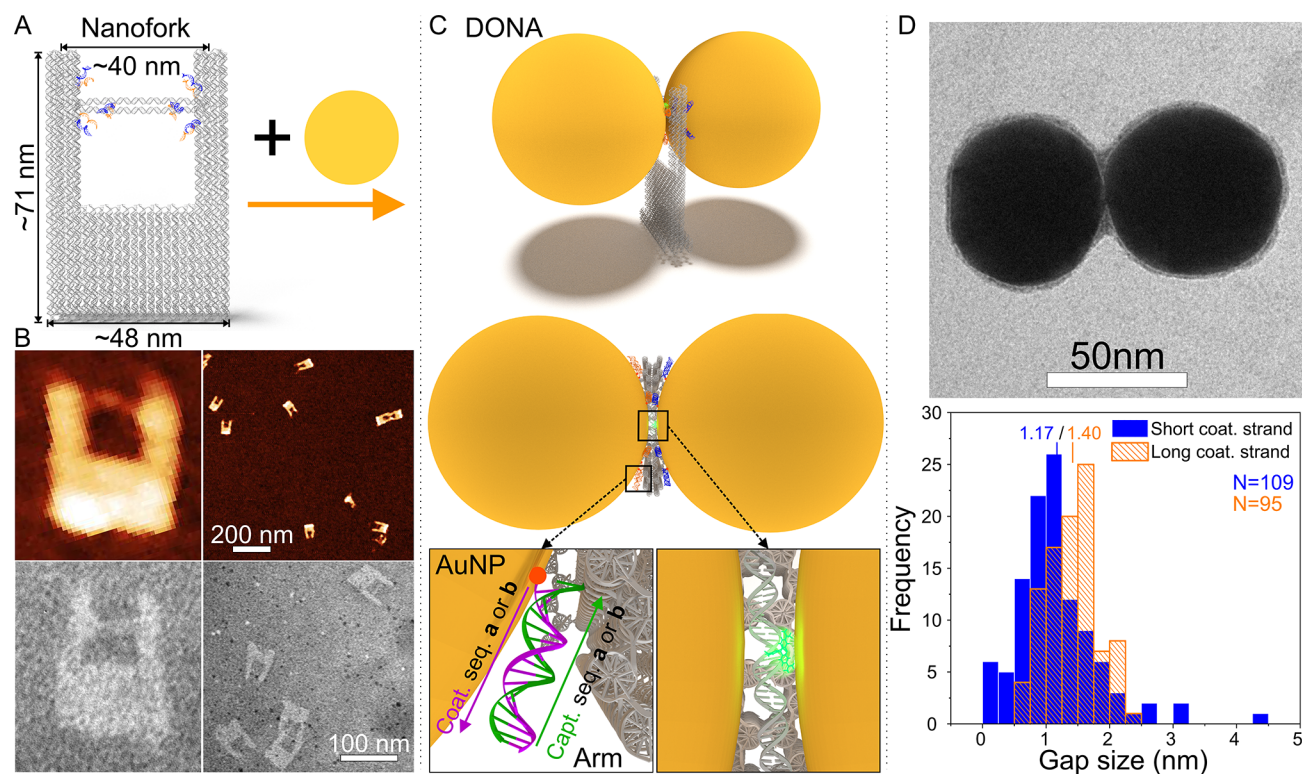 A
Nanofork
~40 nm
~71 nm
+
~48 nm
B
200 nm
100 nm
C DONA
AuNP
Coat. seq. a or b
Capt. seq. a or b
Arm
D
50nm
30
25
20
15
10
5
0
Frequency
1.17 / 1.40
Short coat. strand
Long coat. strand
N=109
N=95
0 1 2 3 4 5
Gap size (nm)